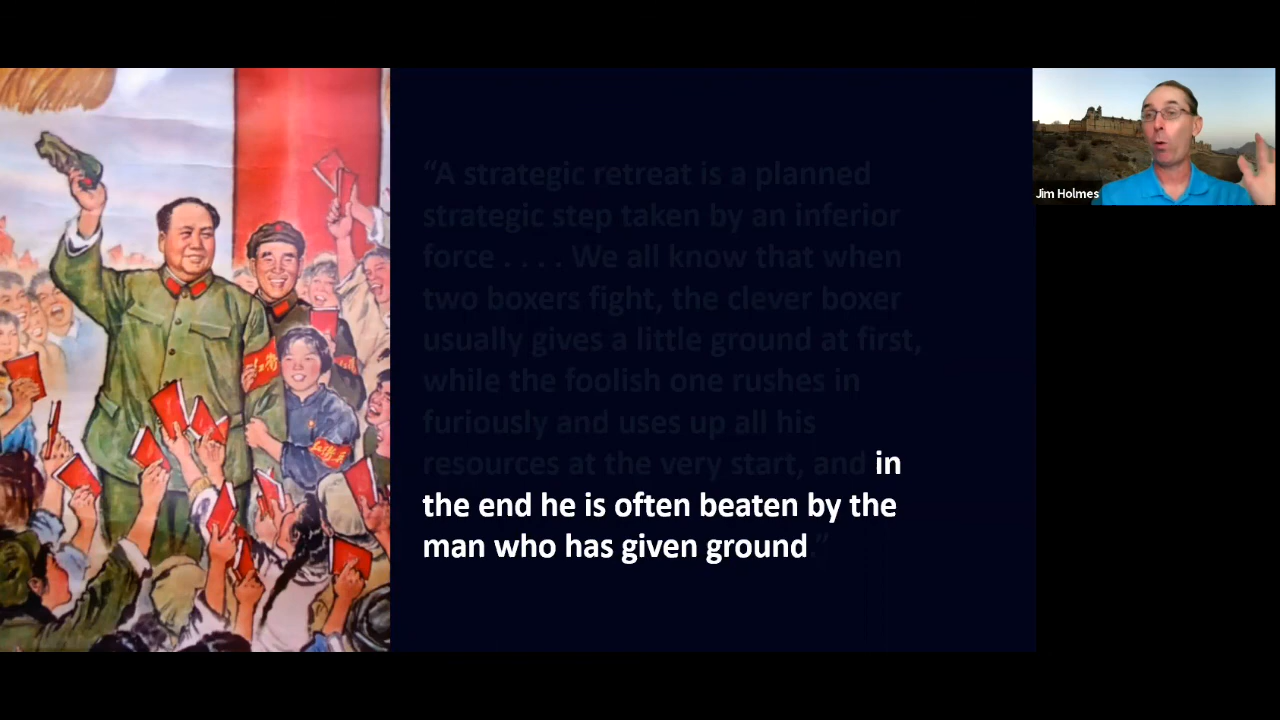 “A strategic retreat is a planned
strategic step taken by an inferior
force . . . . We all know that when
two boxers fight, the clever boxer
usually gives a little ground at first,
while the foolish one rushes in
furiously and uses up all his
resources at the very start, and in
the end he is often beaten by the
man who has given ground.”
Jim Holmes